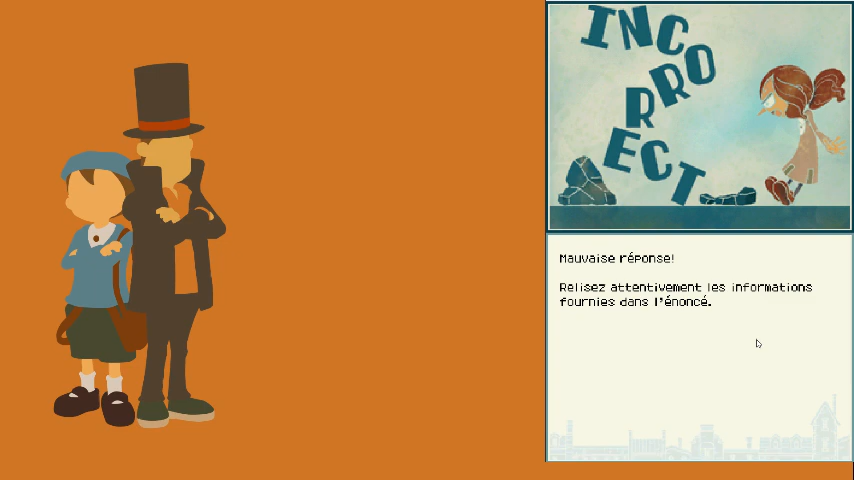 INCO
RRO
RECT
Mauvaise réponse!
Relisez attentivement les informations
fournies dans l'énoncé.